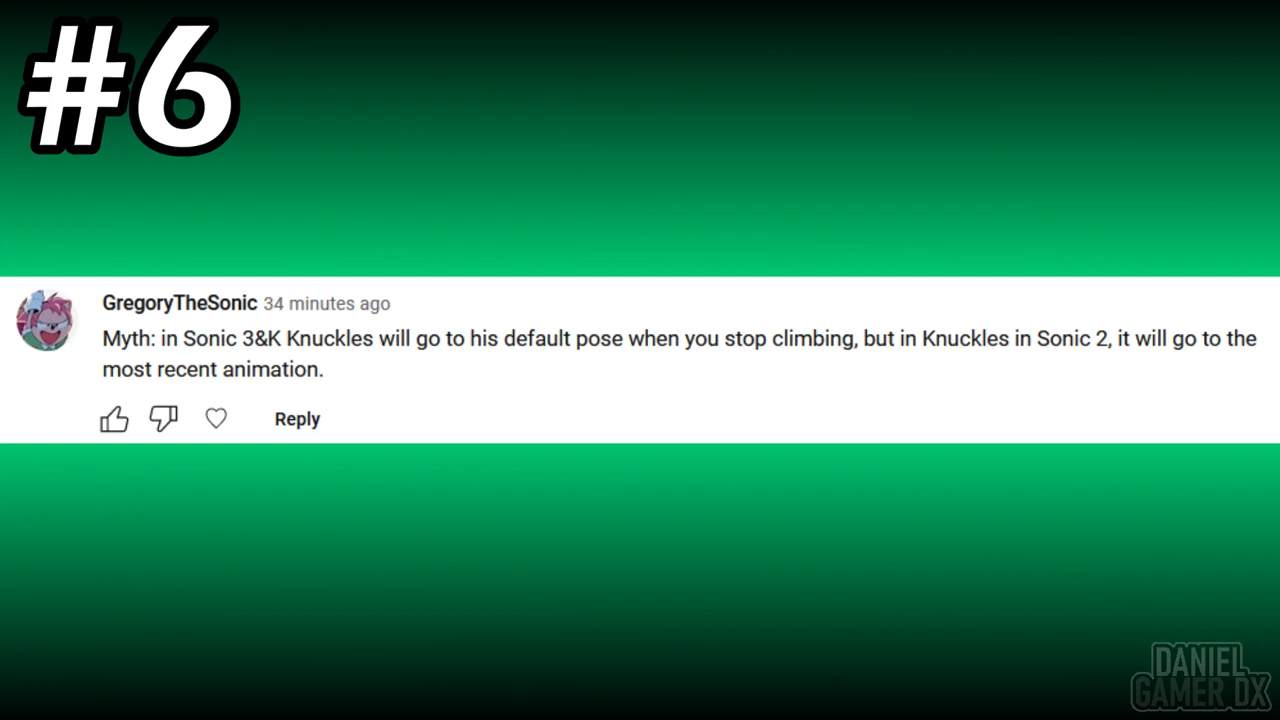 #6
GregoryTheSonic 34 minutes ago
Myth: in Sonic 3&K Knuckles will go to his default pose when you stop climbing, but in Knuckles in Sonic 2, it will go to the
most recent animation.
Reply
DANIEL
GAMER DX